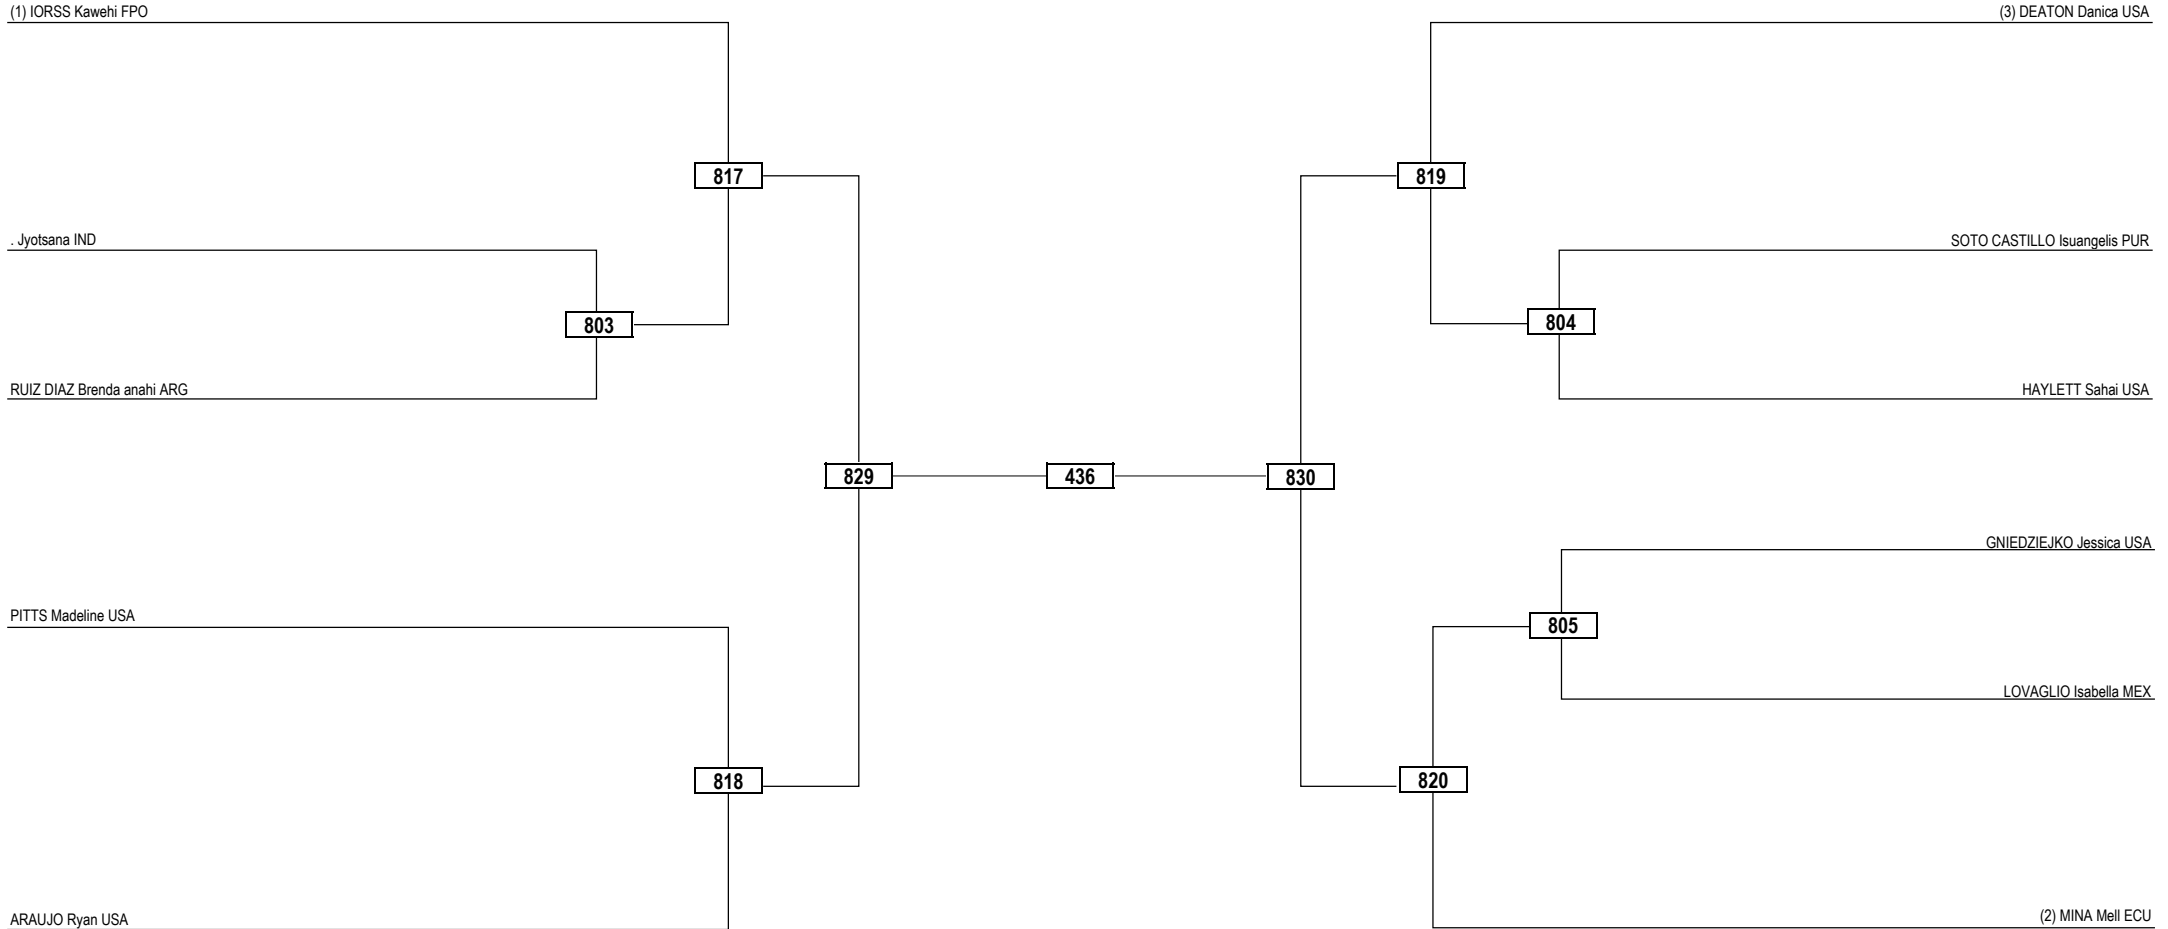 (1) IORSS Kawehi FPO
(3) DEATON Danica USA
817
819
. Jyotsana IND
SOTO CASTILLO Isuangelis PUR
803
804
RUIZ DIAZ Brenda anahi ARG
HAYLETT Sahai USA
829
436
830
GNIEDZIEJKO Jessica USA
PITTS Madeline USA
805
LOVAGLIO Isabella MEX
818
820
ARAUJO Ryan USA
(2) MINA Mell ECU